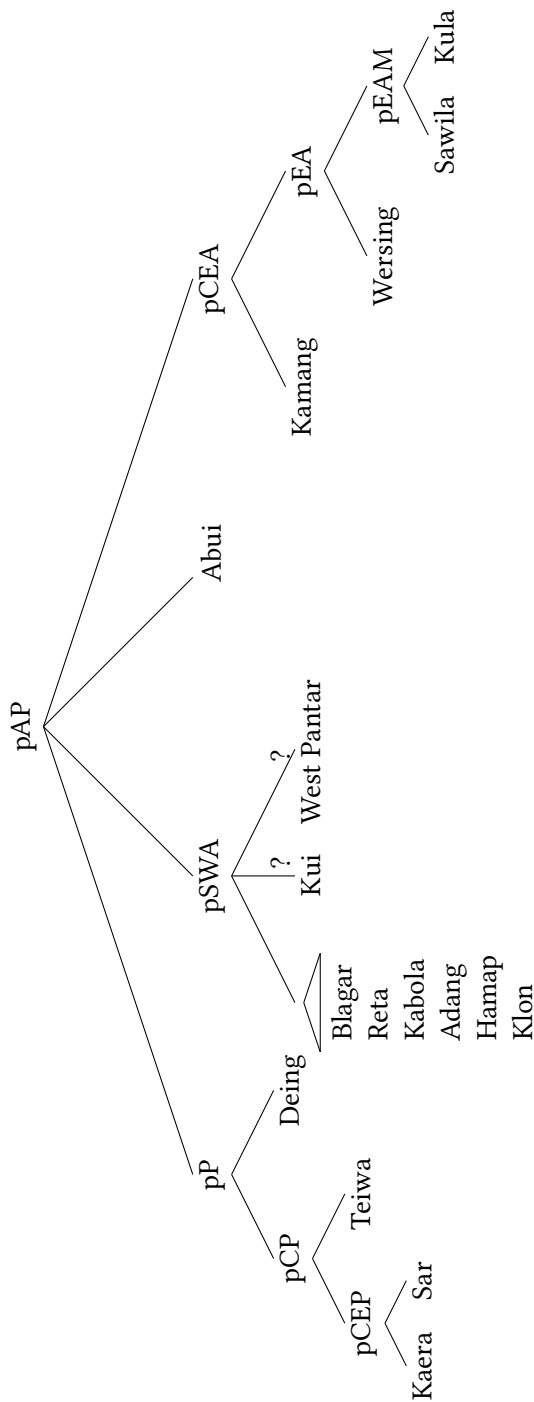 pAP
pP
pSWA
Abui
pCEA
pCP
Deing
?
?
Kui
West Pantar
Kamang
pEA
Blagar
Reta
Kabola
Adang
Hamap
Klon
pCEP
Teiwa
Wersing
pEAM
Kaera
Sar
Sawila
Kula